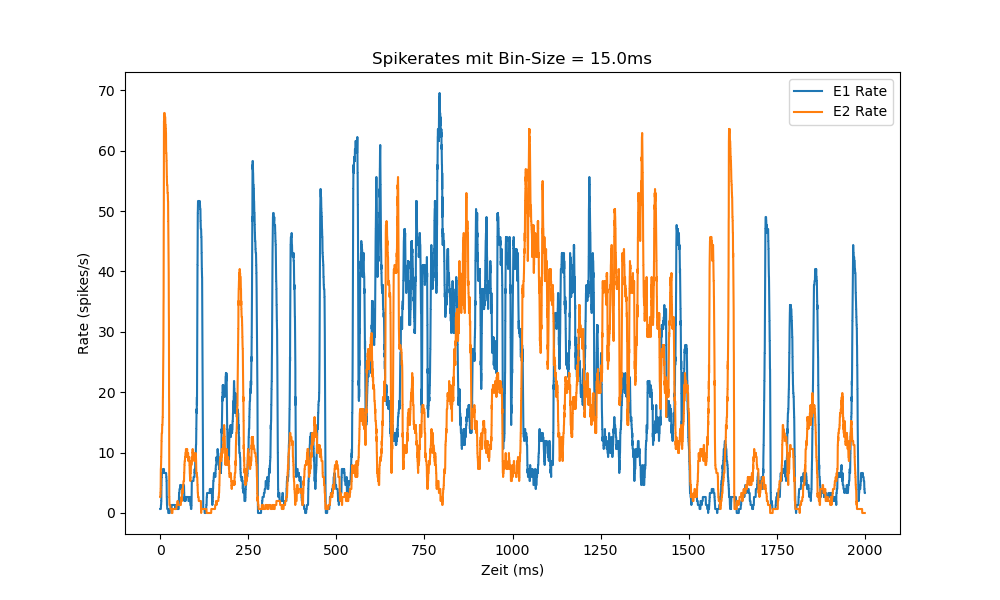 Spikerates mit Bin-Size = 15.0ms
E1 Rate
E2 Rate
70
60
50
40
30
20
10
0
Rate (spikes/s)
0 250 500 750 1000 1250 1500 1750 2000
Zeit (ms)